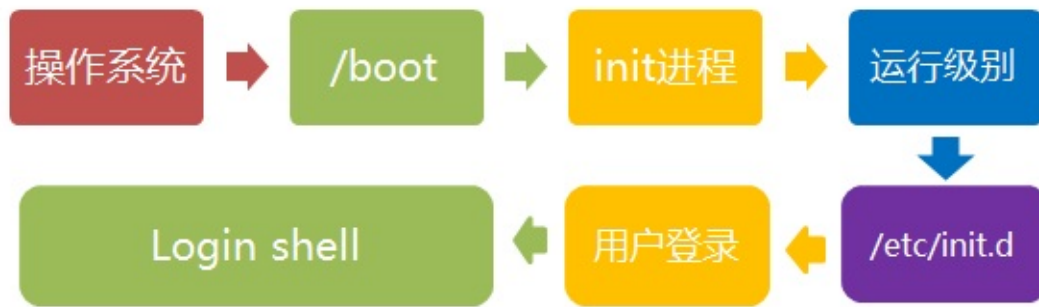 操作系统
/boot
init进程
运行级别
/etc/init.d
用户登录
Login shell